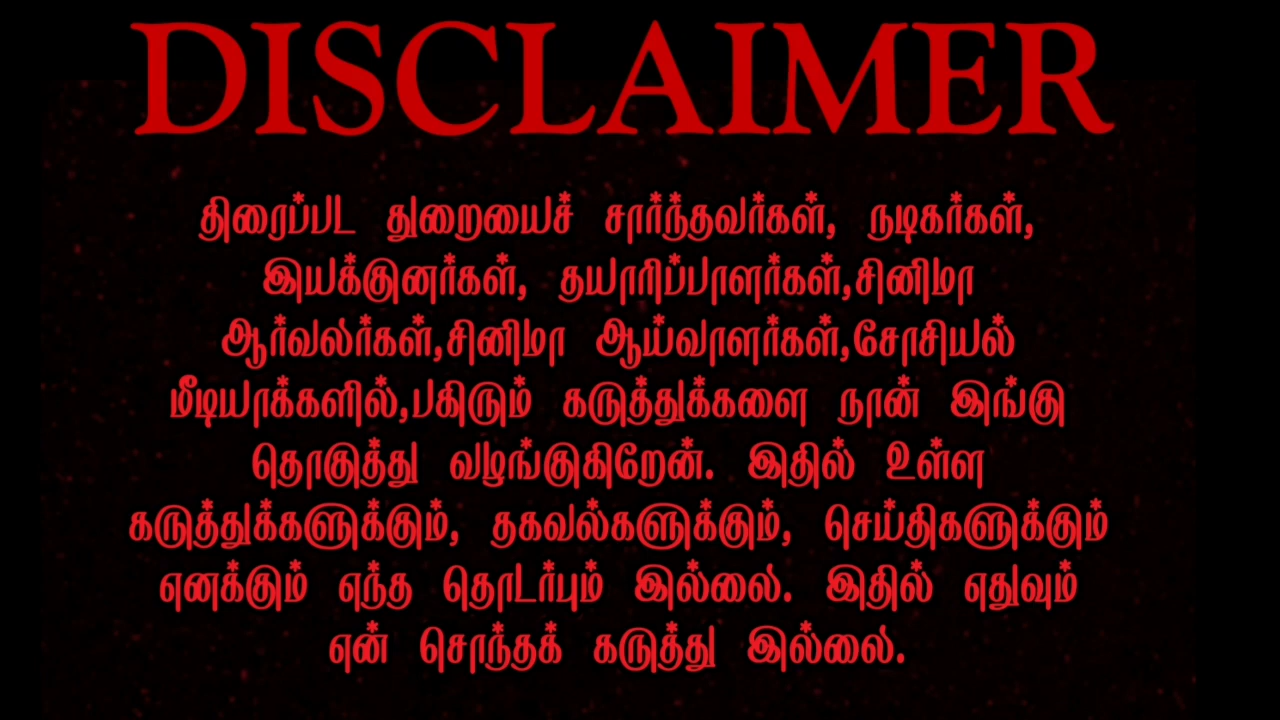 DISCLAIMER
திரைப்பட துறையைச் சார்ந்தவர்கள், நடிகர்கள்,
இயக்குனர்கள், தயாரிப்பாளர்கள்,சினிமா
ஆர்வலர்கள்,சினிமா ஆய்வாளர்கள்,சோசியல்
மீடியாக்களில்,பகிரும் கருத்துக்களை நான் இங்கு
தொகுத்து வழங்குகிறேன். இதில் உள்ள
கருத்துக்களுக்கும், தகவல்களுக்கும், செய்திகளுக்கும்
எனக்கும் எந்த தொடர்பும் இல்லை. இதில் எதுவும்
என் சொந்தக் கருத்து இல்லை.